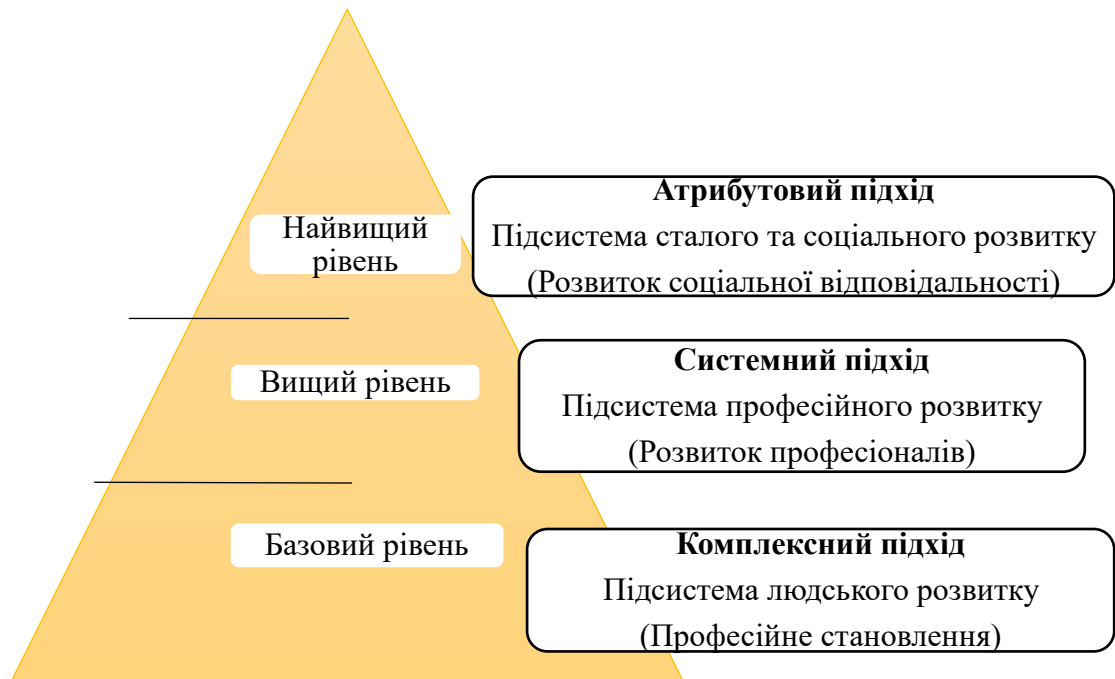 Найвищий
рівень
Атрибутовий підхід
Підсистема сталого та соціального розвитку
(Розвиток соціальної відповідальності)
Вищий рівень
Системний підхід
Підсистема професійного розвитку
(Розвиток професіоналів)
Базовий рівень
Комплексний підхід
Підсистема людського розвитку
(Професійне становлення)